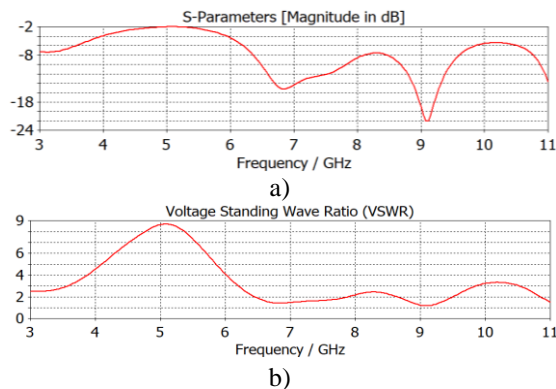 S-Parameters [Magnitude in dB]
-2
-8
-18
-24
3 4 5 6 7 8 9 10 11
Frequency / GHz
a)
Voltage Standing Wave Ratio (VSWR)
9
6
4
2
0
3 4 5 6 7 8 9 10 11
Frequency / GHz
b)